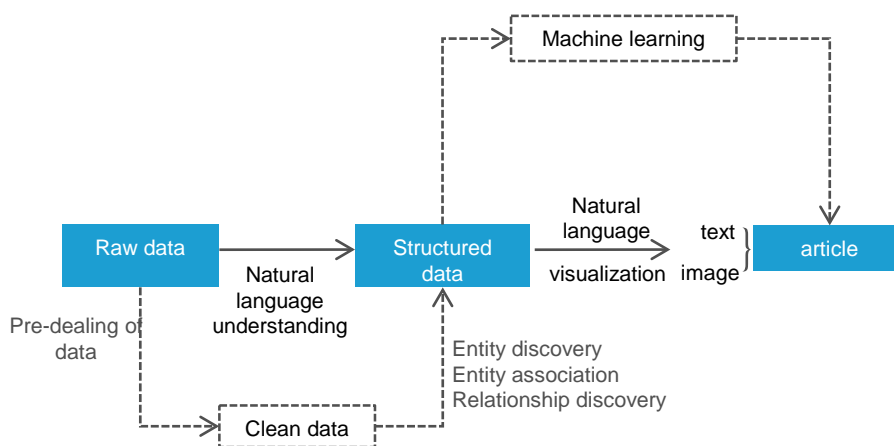 Machine learning
Raw data
Natural
language
understanding
Structured
data
Natural
language
visualization
text
image
article
Pre-dealing of
data
Clean data
Entity discovery
Entity association
Relationship discovery